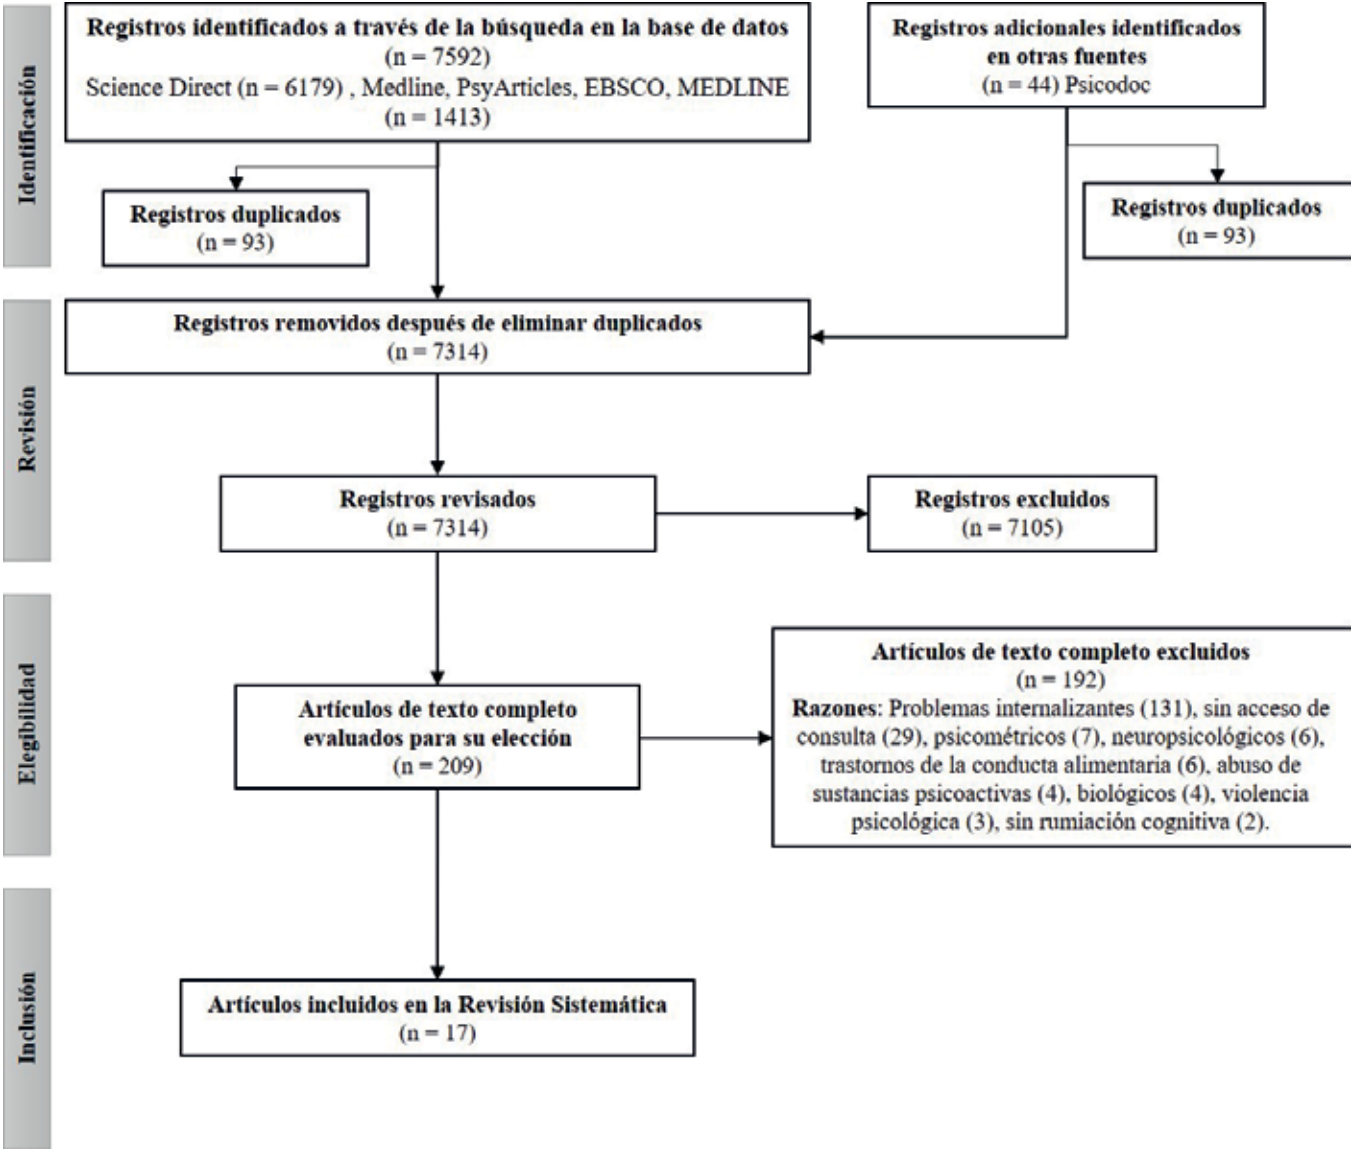 Identificación
Registros identificados a través de la búsqueda en la base de datos
(n = 7592)
Science Direct (n = 6179) , Medline, PsyArticles, EBSCO, MEDLINE
(n = 1413)
Registros adicionales identificados
en otras fuentes
(n = 44) Psicodoc
Registros duplicados
(n = 93)
Registros duplicados
(n = 93)
Revisión
Registros removidos después de eliminar duplicados
(n = 7314)
Registros revisados
(n = 7314)
Registros excluidos
(n = 7105)
Elegibilidad
Artículos de texto completo
evaluados para su elección
(n = 209)
Artículos de texto completo excluidos
(n = 192)
Razones: Problemas internalizantes (131), sin acceso de
consulta (29), psicométricos (7), neuropsicológicos (6),
trastornos de la conducta alimentaria (6), abuso de
sustancias psicoactivas (4), biológicos (4), violencia
psicológica (3), sin rumiación cognitiva (2).
Inclusión
Artículos incluidos en la Revisión Sistemática
(n = 17)